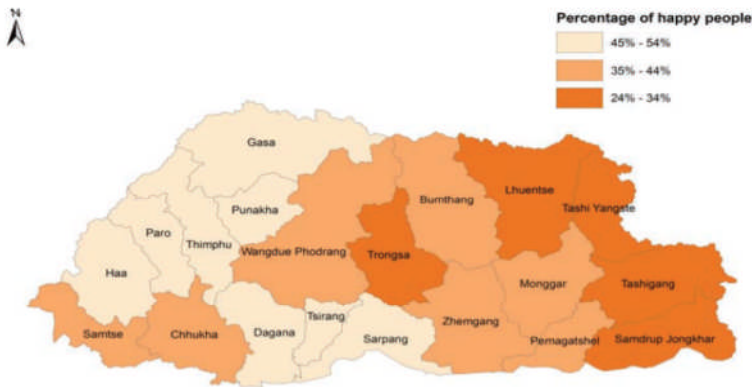 N
Percentage of happy people
45% - 54%
35% - 44%
24% - 34%
Gasa
Lhuentse
Bumthang
Tashi Yangste
Punakha
Paro
Thimphu
Wangdue Phodrang
Trongsa
Haa
Monggar
Tashigang
Tsirang
Zhemgang
Samtse
Chhukha
Dagana
Sarpang
Pemagatshel
Samdrup Jongkhar